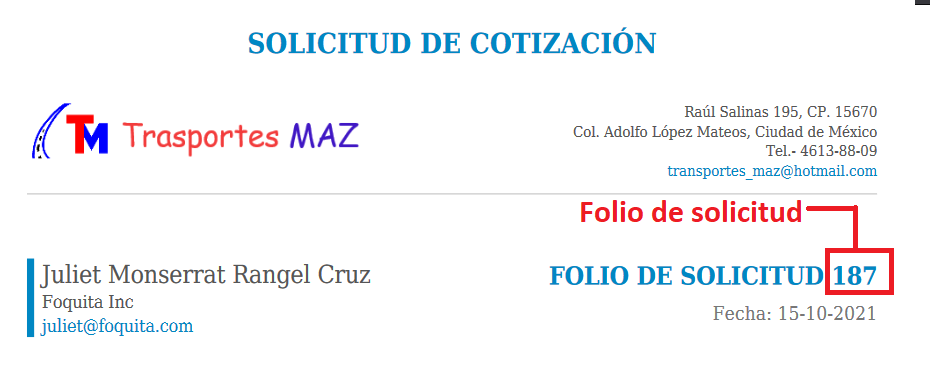 SOLICITUD DE COTIZACIÓN
TM Trasportes MAZ
Raúl Salinas 195, CP. 15670
Col. Adolfo López Mateos, Ciudad de México
Tel.- 4613-88-09
transportes_maz@hotmail.com
Folio de solicitud
Juliet Monserrat Rangel Cruz
Foquita Inc
juliet@foquita.com
FOLIO DE SOLICITUD 187
Fecha: 15-10-2021